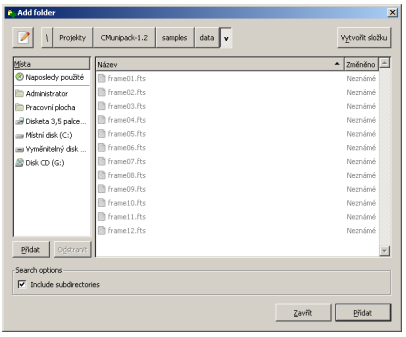 Add folder
\ Projekty CMunipack-1.2 samples data v Vytvořit složku
Místa
Naposledy použité
Administrator
Pracovní plocha
Disketa 3,5 palce...
Místní disk (C:)
Vyměnitelný disk ...
Disk CD (G:)
Přidat Odstranit
Název Změněno
frame01.fts Neznámé
frame02.fts Neznámé
frame03.fts Neznámé
frame04.fts Neznámé
frame05.fts Neznámé
frame06.fts Neznámé
frame07.fts Neznámé
frame08.fts Neznámé
frame09.fts Neznámé
frame10.fts Neznámé
frame11.fts Neznámé
frame12.fts Neznámé
Search options
Include subdirectories
Zavřít Přidat